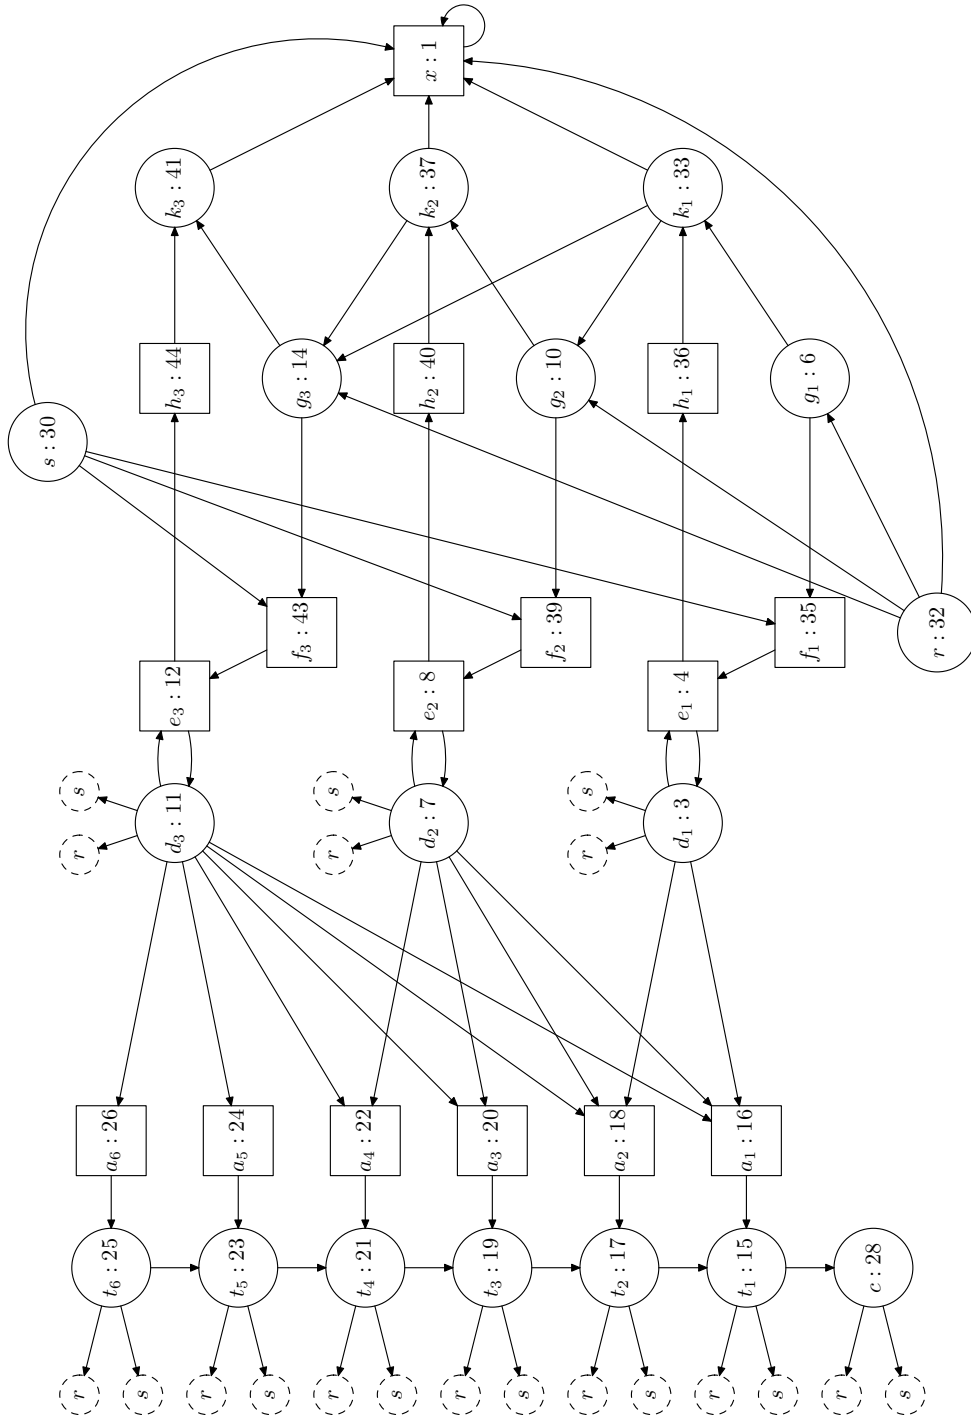 s : 30
r r s
t₆ : 25 a₆ : 26
s
d₃ : 11 e₃ : 12 h₃ : 44 k₃ : 41
r
t₅ : 23 a₅ : 24
s
f₃ : 43 g₃ : 14
r r s
t₄ : 21 a₄ : 22
s
d₂ : 7 e₂ : 8 h₂ : 40 k₂ : 37 x : 1
r
t₃ : 19 a₃ : 20
s
f₂ : 39 g₂ : 10
r r s
t₂ : 17 a₂ : 18
s
d₁ : 3 e₁ : 4 h₁ : 36 k₁ : 33
r
t₁ : 15 a₁ : 16
s
f₁ : 35 g₁ : 6
r
c : 28
s
r : 32